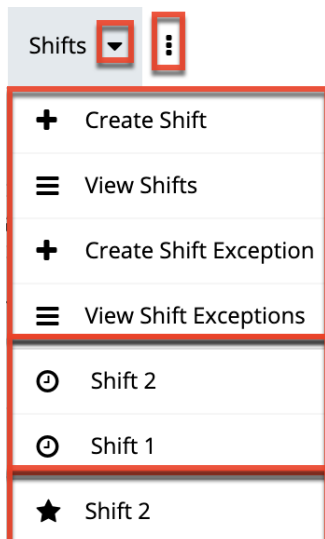 Shifts
Create Shift
View Shifts
Create Shift Exception
View Shift Exceptions
Shift 2
Shift 1
Shift 2